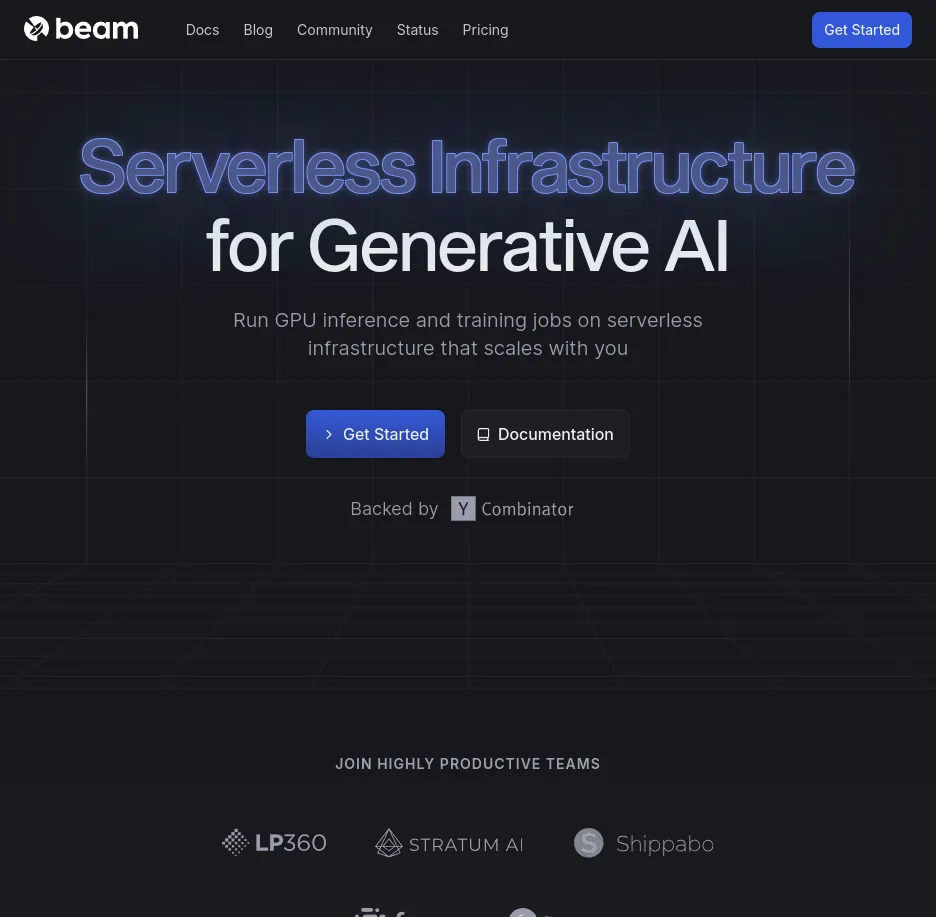 beam
Docs Blog Community Status Pricing
Get Started
Serverless Infrastructure
for Generative AI
Run GPU inference and training jobs on serverless
infrastructure that scales with you
Get Started
Documentation
Backed by Y Combinator
JOIN HIGHLY PRODUCTIVE TEAMS
LP360
STRATUM AI
S Shippabo